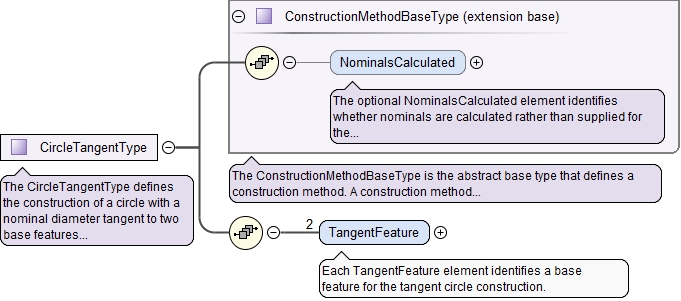 ConstructionMethodBaseType (extension base)
NominalsCalculated
The optional NominalsCalculated element identifies
whether nominals are calculated rather than supplied for
the...
CircleTangentType
The CircleTangentType defines
the construction of a circle with a
nominal diameter tangent to two
base features...
The ConstructionMethodBaseType is the abstract base type that defines a
construction method. A construction method...
2
TangentFeature
Each TangentFeature element identifies a base
feature for the tangent circle construction.